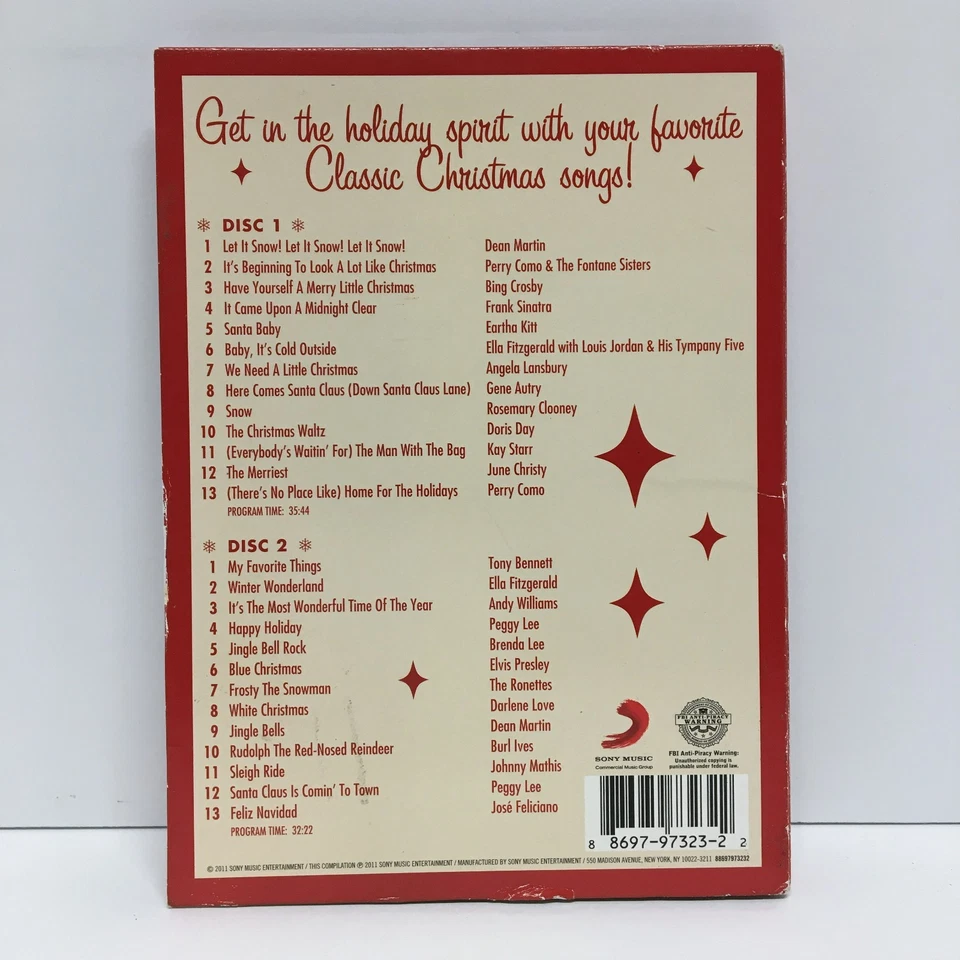 Get in the holiday spirit with your favorite
Classic Christmas songs!
DISC 1
1 Let It Snow! Let It Snow! Let It Snow! Dean Martin
2 It's Beginning To Look A Lot Like Christmas Perry Como & The Fontane Sisters
3 Have Yourself A Merry Little Christmas Bing Crosby
4 It Came Upon A Midnight Clear Frank Sinatra
5 Santa Baby Eartha Kitt
6 Baby, It's Cold Outside Ella Fitzgerald with Louis Jordan & His Tympany Five
7 We Need A Little Christmas Angela Lansbury
8 Here Comes Santa Claus (Down Santa Claus Lane) Gene Autry
9 Snow Rosemary Clooney
10 The Christmas Waltz Doris Day
11 (Everybody's Waitin' For) The Man With The Bag Kay Starr
12 The Merriest June Christy
13 (There's No Place Like) Home For The Holidays Perry Como
PROGRAM TIME: 35:44
DISC 2
1 My Favorite Things Tony Bennett
2 Winter Wonderland Ella Fitzgerald
3 It's The Most Wonderful Time Of The Year Andy Williams
4 Happy Holiday Peggy Lee
5 Jingle Bell Rock Brenda Lee
6 Blue Christmas Elvis Presley
7 Frosty The Snowman The Ronettes
8 White Christmas Darlene Love
9 Jingle Bells Dean Martin
10 Rudolph The Red-Nosed Reindeer Burl Ives
11 Sleigh Ride Johnny Mathis
12 Santa Claus Is Comin' To Town Peggy Lee
13 Feliz Navidad José Feliciano
PROGRAM TIME: 32:22
SONY MUSIC
Commercial Music Group
FBI ANTI-PIRACY
WARNING
FBI Anti-Piracy Warning:
Unauthorized copying is
punishable under federal law.
8 8697-97323-2 2
© 2011 SONY MUSIC ENTERTAINMENT / THIS COMPILATION ℗ 2011 SONY MUSIC ENTERTAINMENT / MANUFACTURED BY SONY MUSIC ENTERTAINMENT / 550 MADISON AVENUE, NEW YORK, NY 10022-3211 88697973232